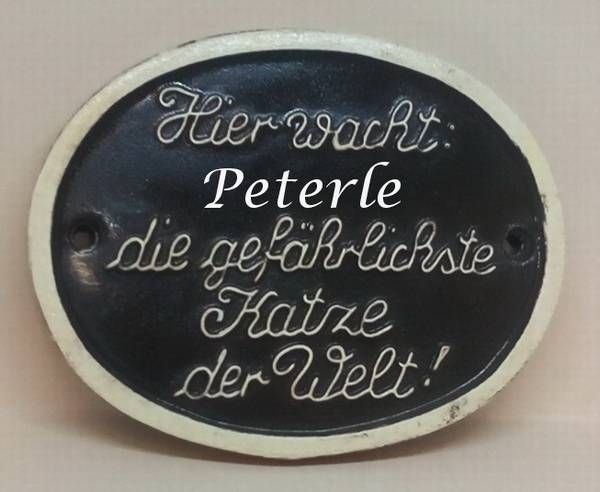 Hier wacht:
Peterle
die gefährlichste
Katze
der Welt!